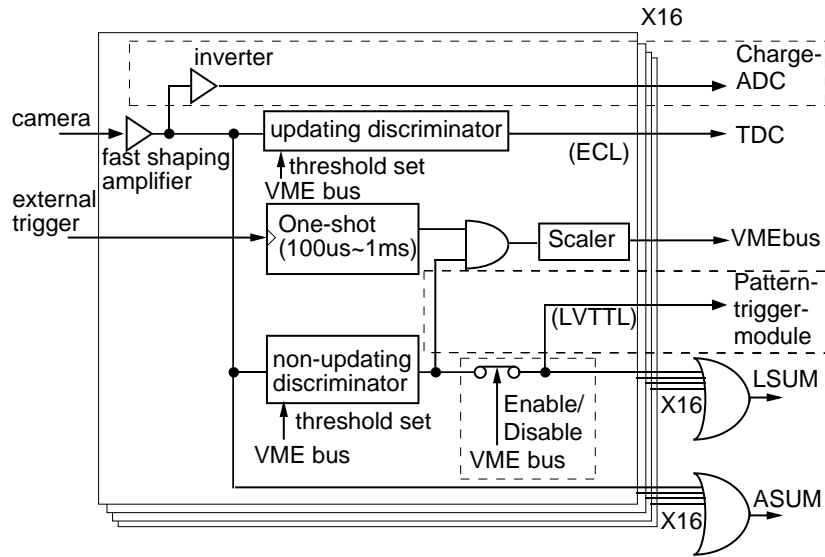 X16
inverter
Charge-
ADC
camera
fast shaping
amplifier
updating discriminator
(ECL)
TDC
threshold set
VME bus
external
trigger
One-shot
(100us~1ms)
Scaler
VMEbus
Pattern-
trigger-
module
(LVTTL)
non-updating
discriminator
threshold set
VME bus
Enable/
Disable
VME bus
X16
LSUM
X16
ASUM